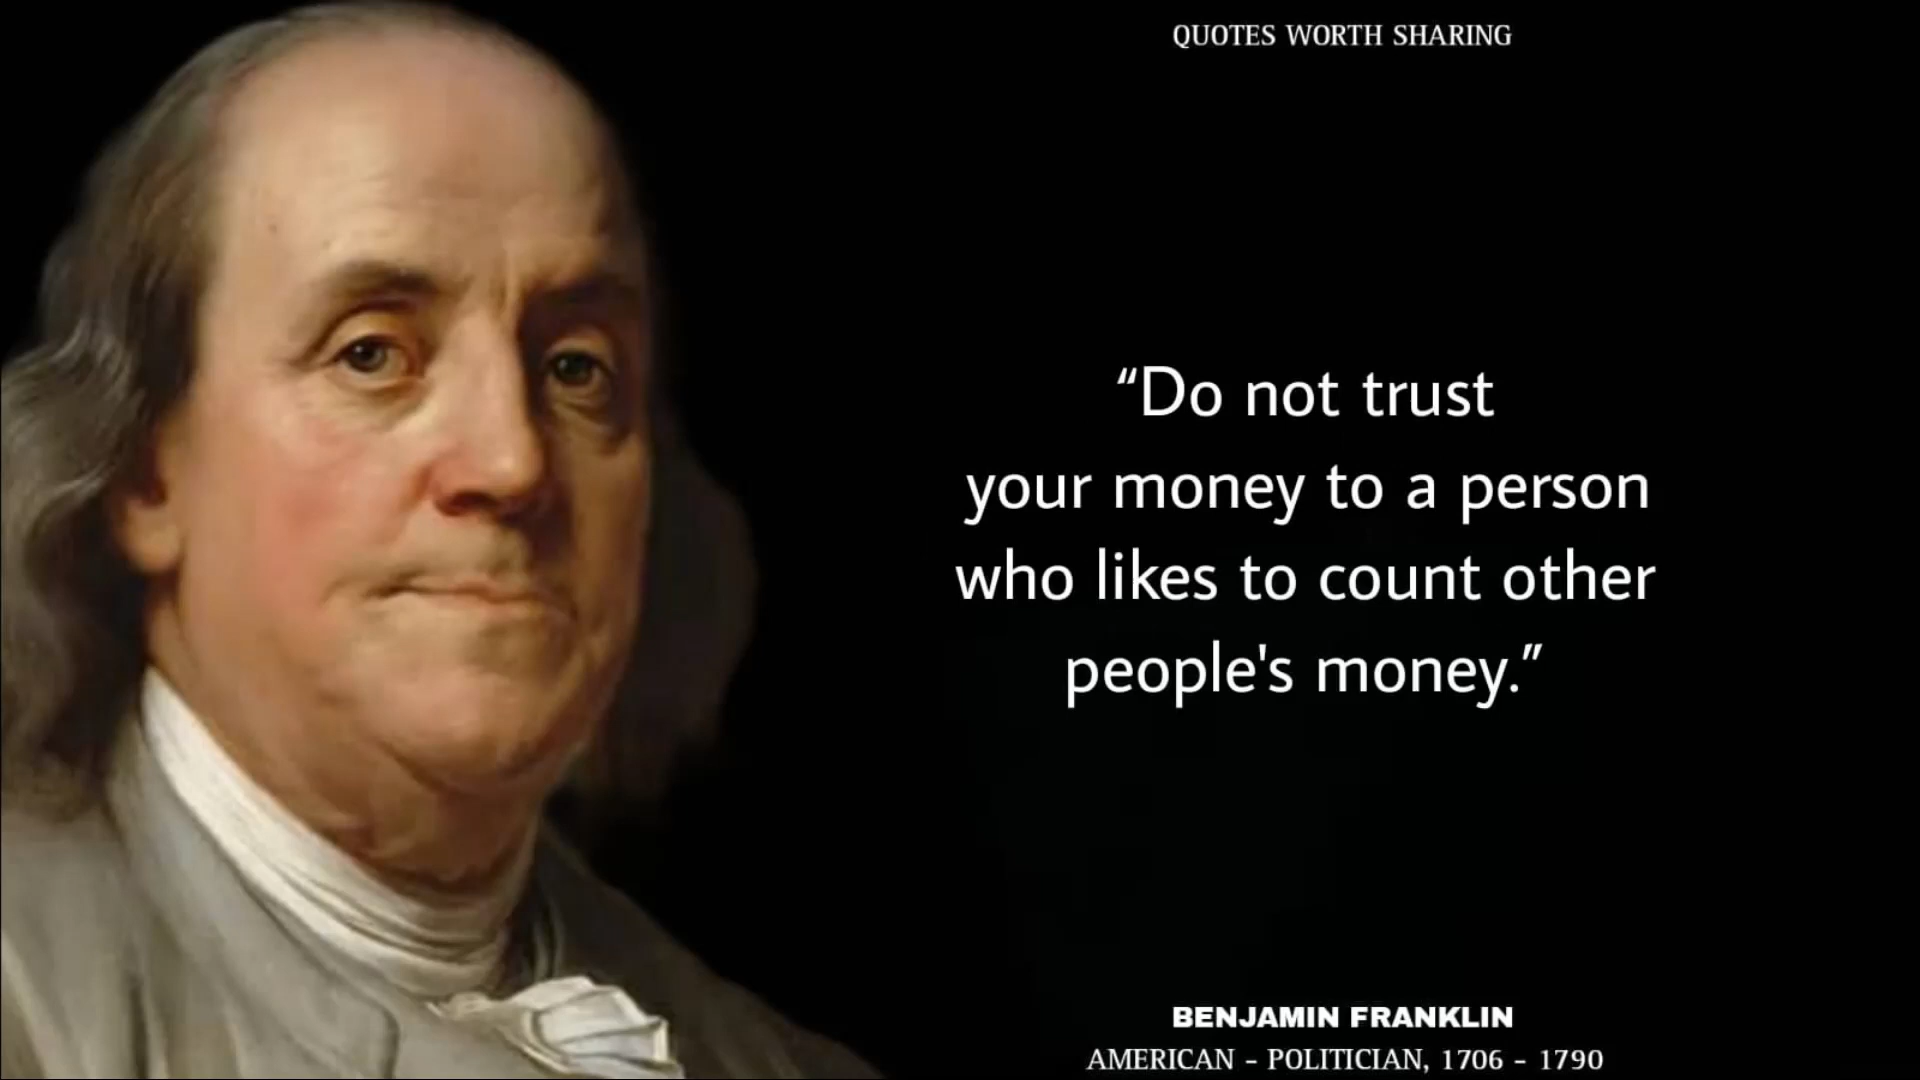 QUOTES WORTH SHARING
“Do not trust
your money to a person
who likes to count other
people's money.”
BENJAMIN FRANKLIN
AMERICAN - POLITICIAN, 1706 - 1790